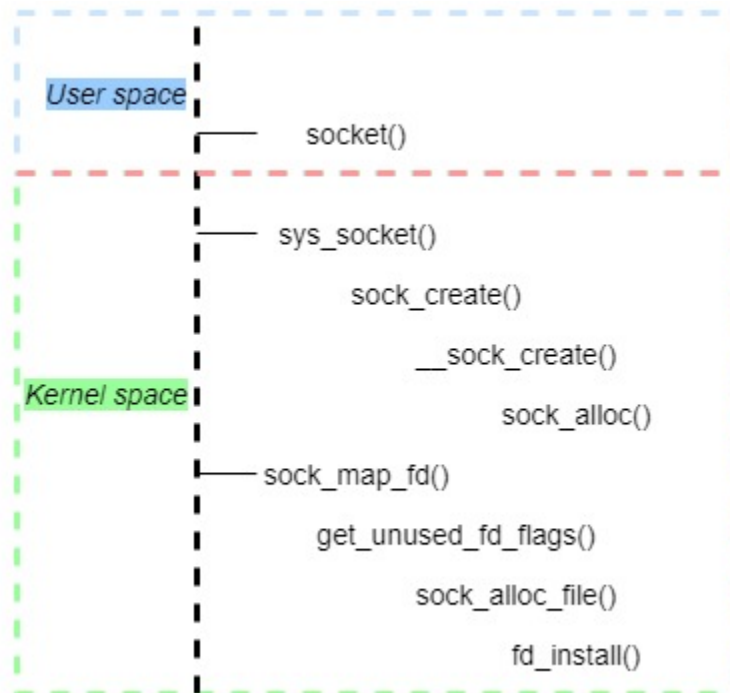 User space
socket()
sys_socket()
sock_create()
__sock_create()
sock_alloc()
Kernel space
sock_map_fd()
get_unused_fd_flags()
sock_alloc_file()
fd_install()